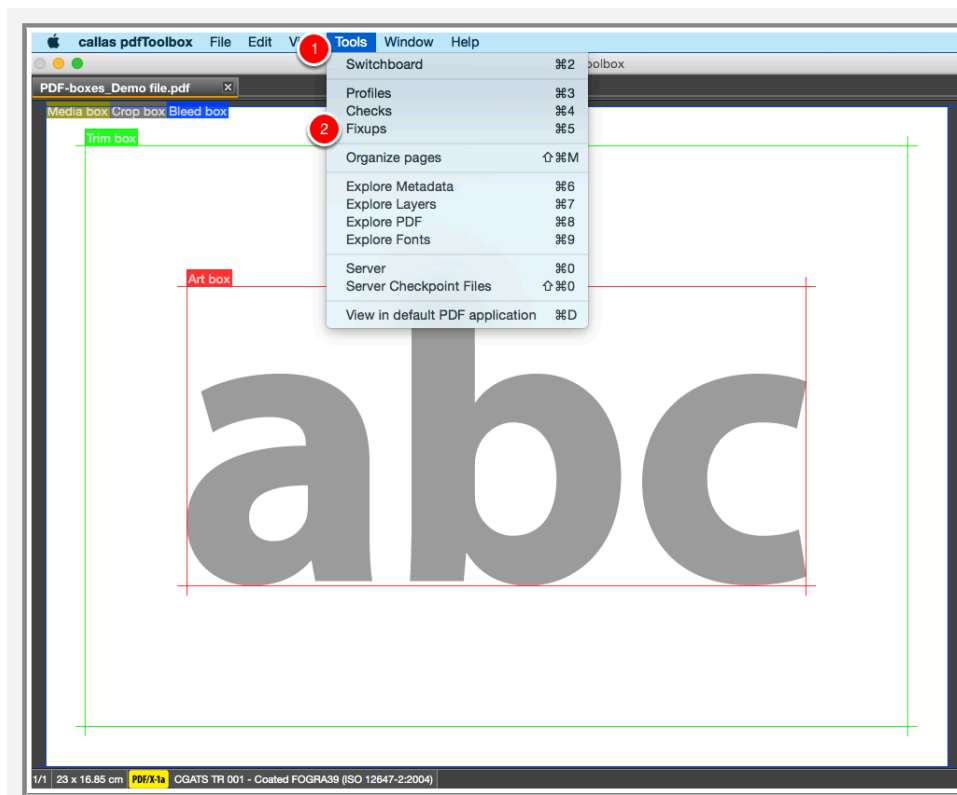 callas pdfToolbox File Edit Tools Window Help
1
Switchboard ⌘2
PDF-boxes_Demo file.pdf
Media box Crop box Bleed box
Trim box
Profiles ⌘3
Checks ⌘4
2
Fixups ⌘5
Organize pages ⇧⌘M
Explore Metadata ⌘6
Explore Layers ⌘7
Explore PDF ⌘8
Explore Fonts ⌘9
Server ⌘0
Server Checkpoint Files ⇧⌘0
View in default PDF application ⌘D
Art box
abc
1/1 23 x 16.85 cm PDF/X-1a CGATS TR 001 - Coated FOGRA39 (ISO 12647-2:2004)